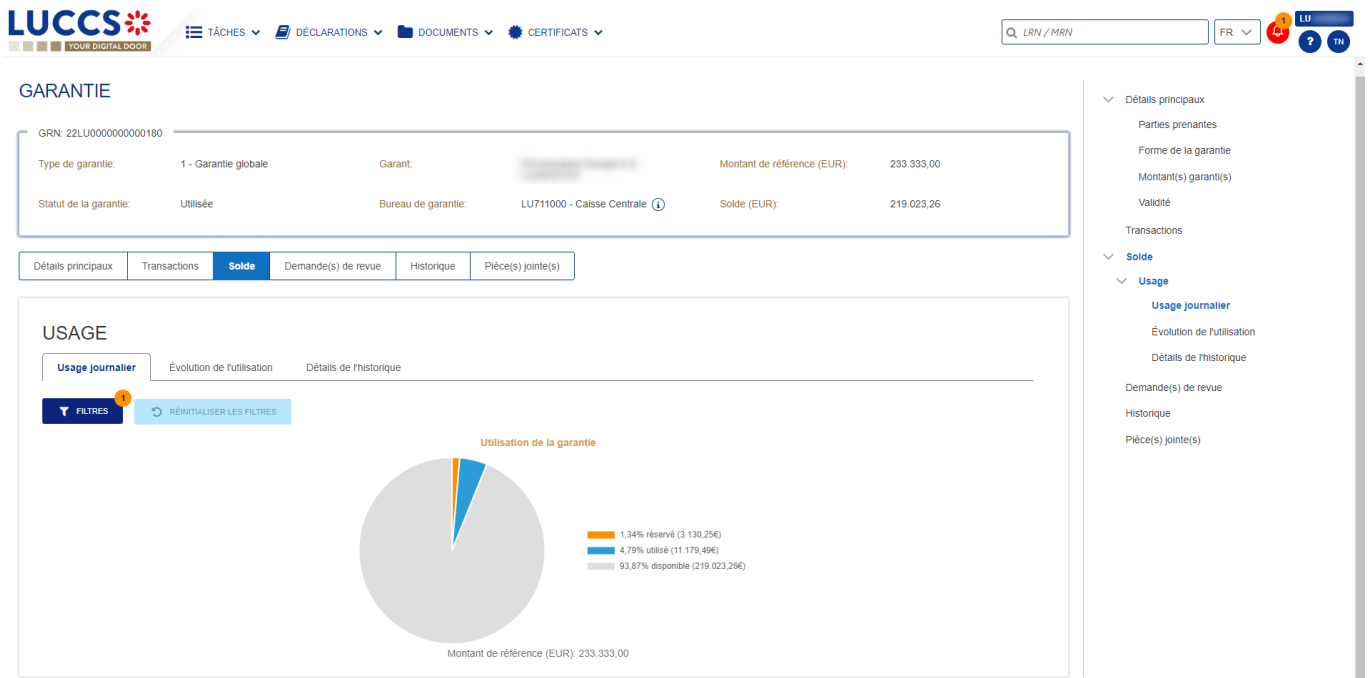 LUCCS
YOUR DIGITAL DOOR
TÂCHES
DÉCLARATIONS
DOCUMENTS
CERTIFICATS
LRN / MRN
FR
1
LU
?
TN
GARANTIE
GRN: 22LU0000000000180
Type de garantie: 1 - Garantie globale Garant: Montant de référence (EUR): 233.333,00
Statut de la garantie: Utilisée Bureau de garantie: LU711000 - Caisse Centrale i Solde (EUR): 219.023,26
Détails principaux Transactions Solde Demande(s) de revue Historique Pièce(s) jointe(s)
USAGE
Usage journalier Évolution de l'utilisation Détails de l'historique
FILTRES 1 RÉINITIALISER LES FILTRES
Utilisation de la garantie
1,34% réservé (3.130,25€)
4,79% utilisé (11.179,49€)
93,87% disponible (219.023,26€)
Montant de référence (EUR): 233.333,00
Détails principaux
Parties prenantes
Forme de la garantie
Montant(s) garanti(s)
Validité
Transactions
Solde
Usage
Usage journalier
Évolution de l'utilisation
Détails de l'historique
Demande(s) de revue
Historique
Pièce(s) jointe(s)